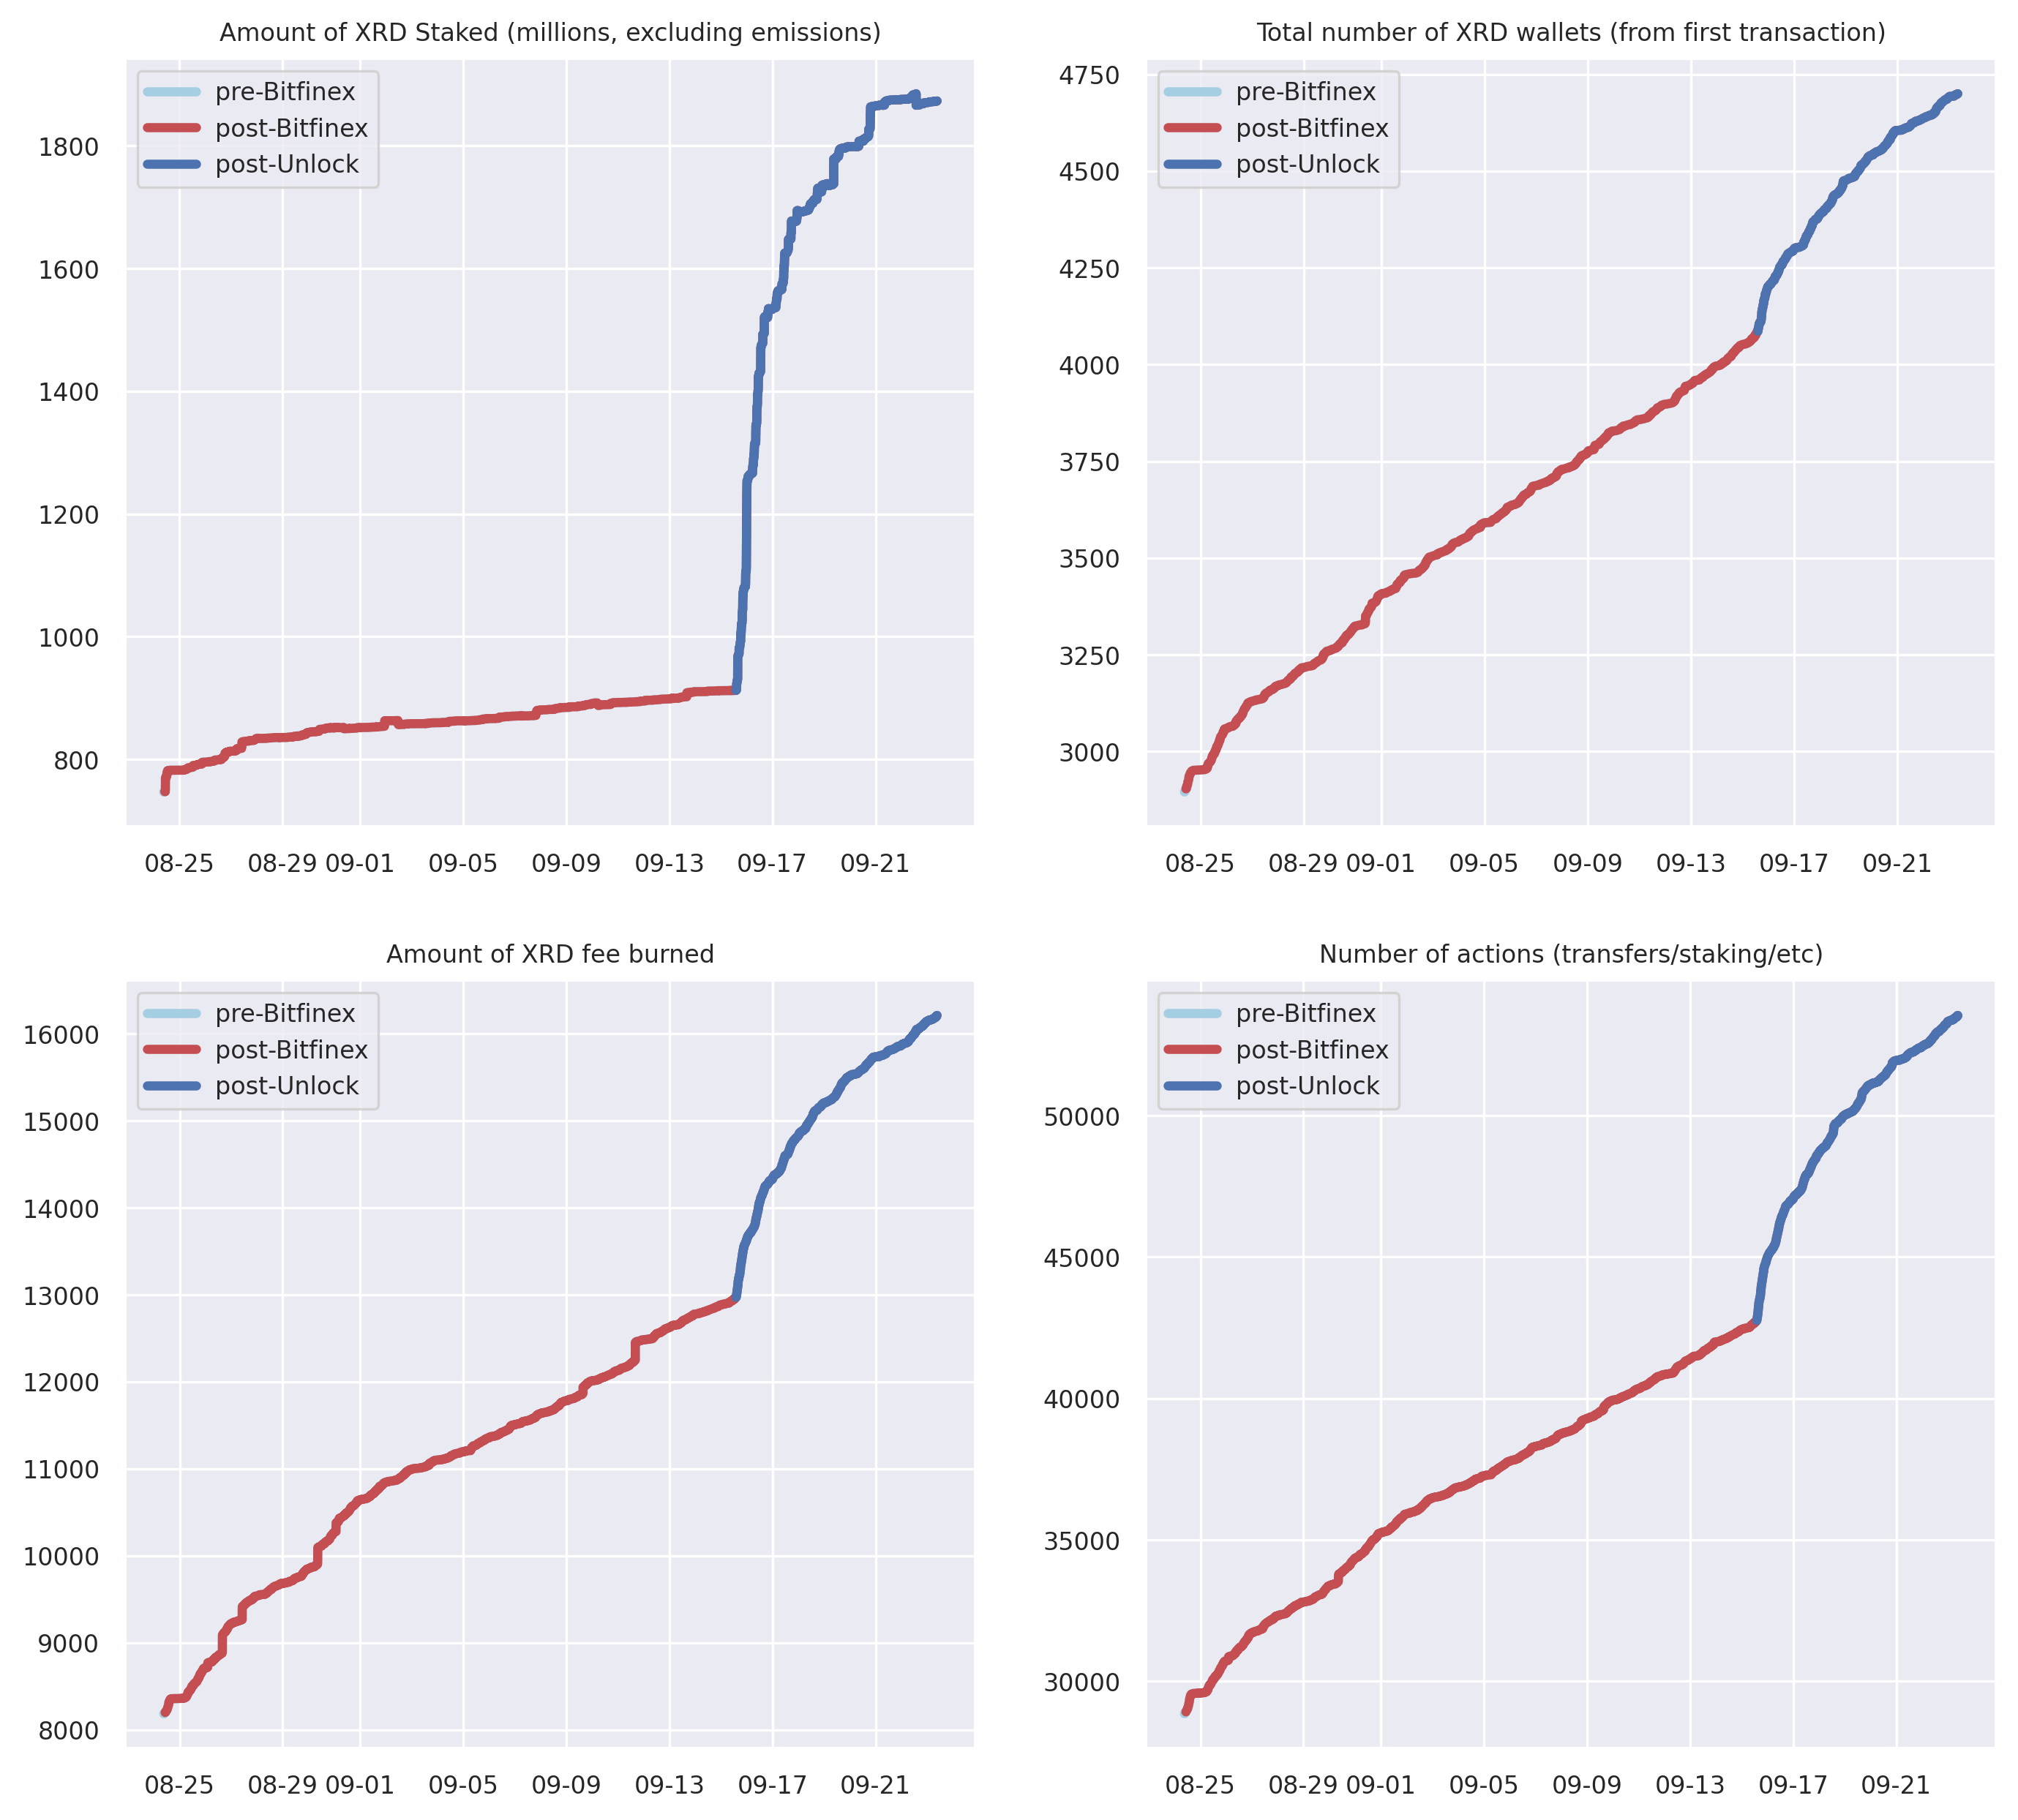 Amount of XRD Staked (millions, excluding emissions)
pre-Bitfinex
post-Bitfinex
post-Unlock
1800
1600
1400
1200
1000
800
08-25 08-29 09-01 09-05 09-09 09-13 09-17 09-21
Total number of XRD wallets (from first transaction)
pre-Bitfinex
post-Bitfinex
post-Unlock
4750
4500
4250
4000
3750
3500
3250
3000
08-25 08-29 09-01 09-05 09-09 09-13 09-17 09-21
Amount of XRD fee burned
pre-Bitfinex
post-Bitfinex
post-Unlock
16000
15000
14000
13000
12000
11000
10000
9000
8000
08-25 08-29 09-01 09-05 09-09 09-13 09-17 09-21
Number of actions (transfers/staking/etc)
pre-Bitfinex
post-Bitfinex
post-Unlock
50000
45000
40000
35000
30000
08-25 08-29 09-01 09-05 09-09 09-13 09-17 09-21